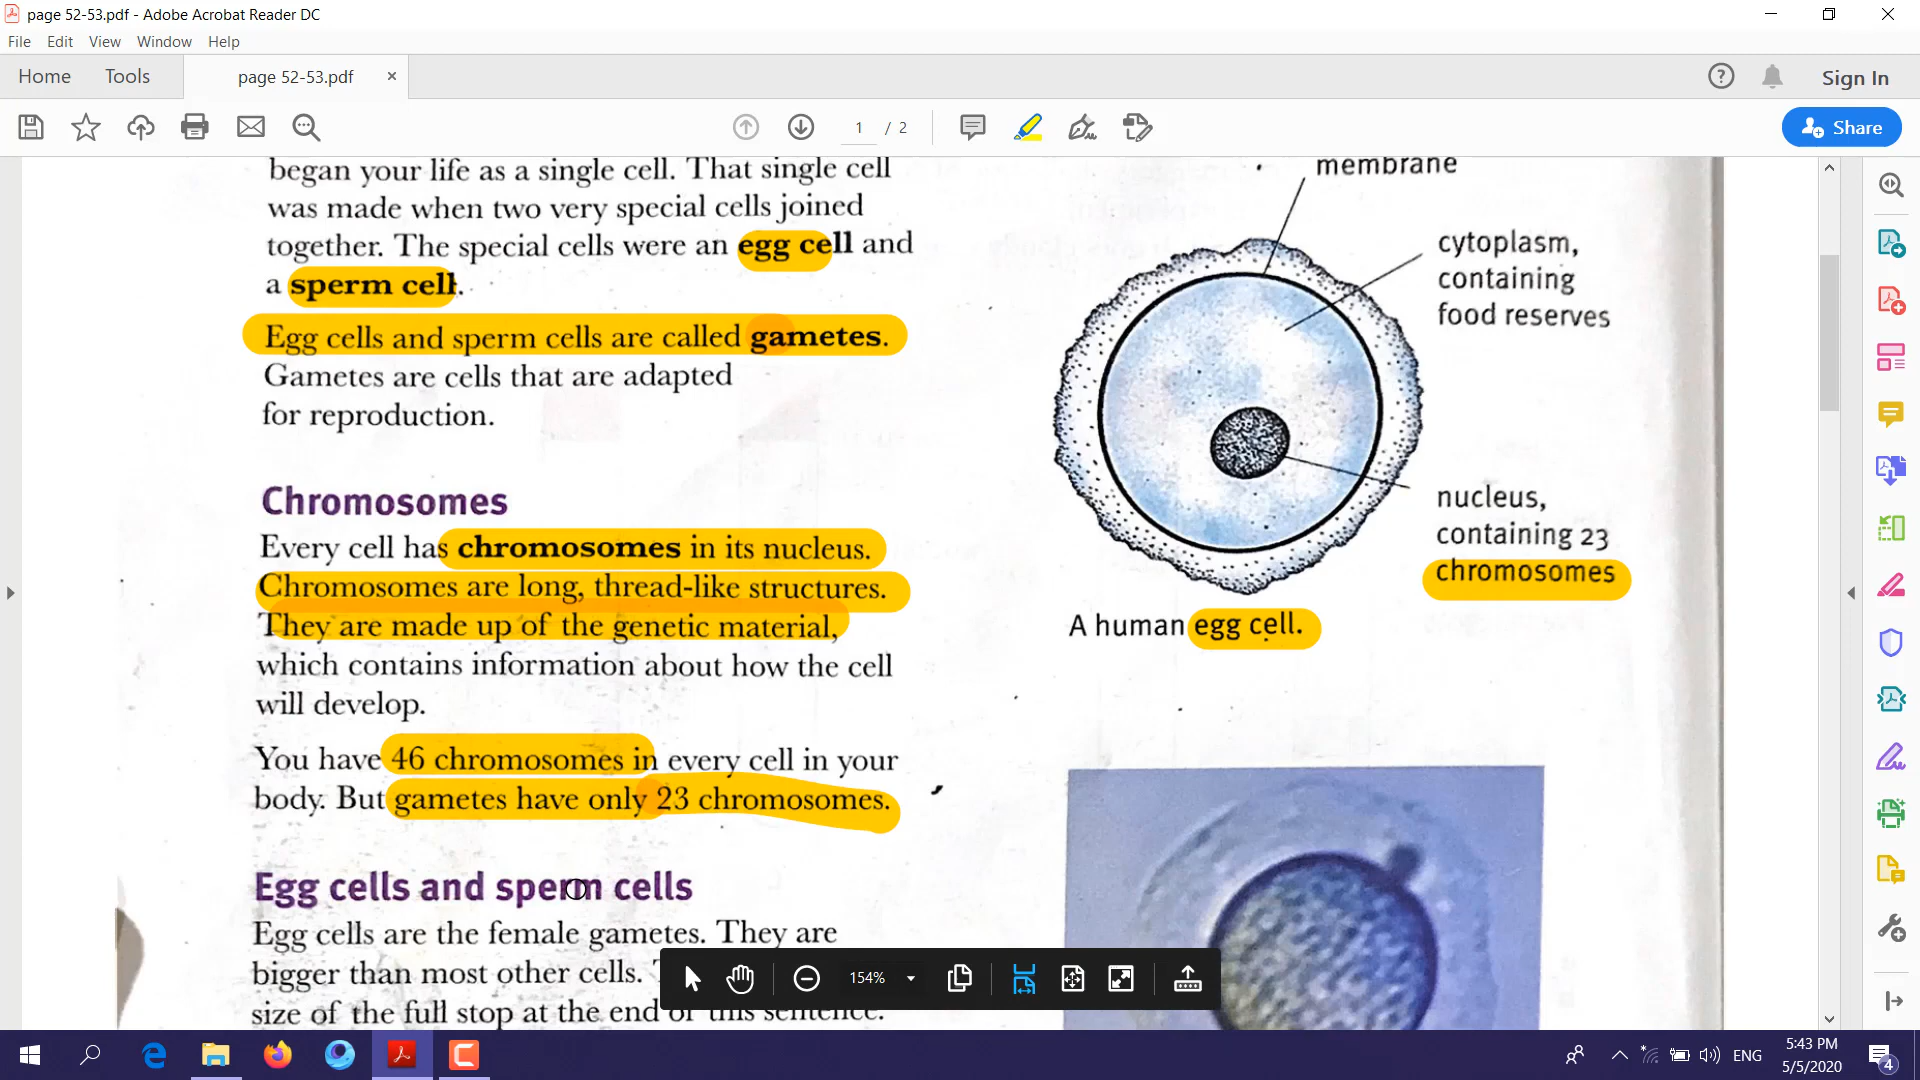 page 52-53.pdf - Adobe Acrobat Reader DC
File Edit View Window Help
Home Tools page 52-53.pdf × Sign In
1 / 2
Share
began your life as a single cell. That single cell
was made when two very special cells joined
together. The special cells were an egg cell and
a sperm cell.
Egg cells and sperm cells are called gametes.
Gametes are cells that are adapted
for reproduction.
Chromosomes
Every cell has chromosomes in its nucleus.
Chromosomes are long, thread-like structures.
They are made up of the genetic material,
which contains information about how the cell
will develop.
You have 46 chromosomes in every cell in your
body. But gametes have only 23 chromosomes.
Egg cells and sperm cells
Egg cells are the female gametes. They are
bigger than most other cells.
size of the full stop at the end of this sentence.
membrane
cytoplasm,
containing
food reserves
nucleus,
containing 23
chromosomes
A human egg cell.
154%
ENG
5:43 PM
5/5/2020
4